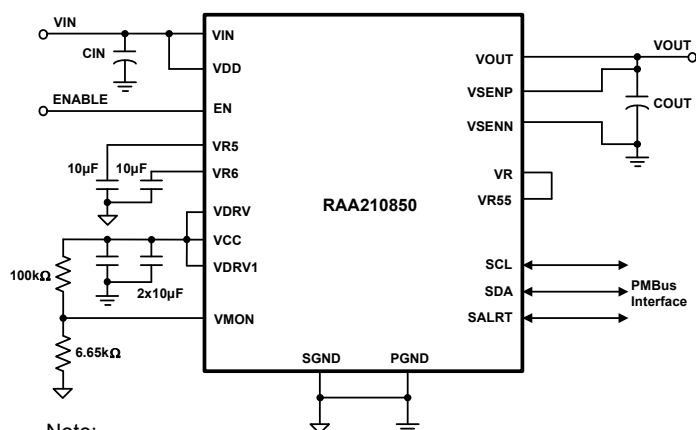 VIN
CIN
VIN
VDD
ENABLE
EN
10µF
10µF
VR5
VR6
VDRV
VCC
VDRV1
100kΩ
2x10µF
VMON
6.65kΩ
RAA210850
SGND
PGND
VOUT
VOUT
VSENP
COUT
VSENN
VR
VR55
SCL
SDA
SALRT
PMBus
Interface
Note: